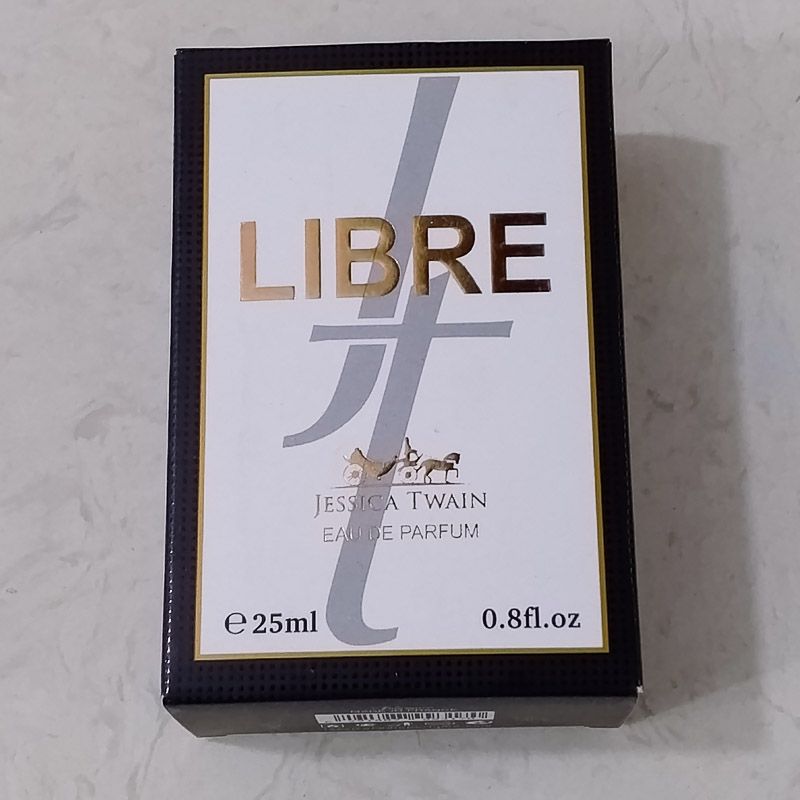 LIBRE
JESSICA TWAIN
EAU DE PARFUM
℮ 25ml 0.8fl.oz